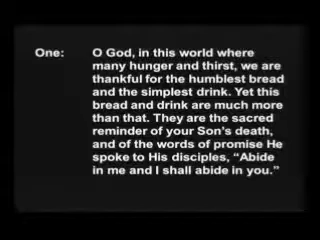 One: O God, in this world where
many hunger and thirst, we are
thankful for the humblest bread
and the simplest drink. Yet this
bread and drink are much more
than that. They are the sacred
reminder of your Son's death,
and of the words of promise He
spoke to His disciples, “Abide
in me and I shall abide in you.”